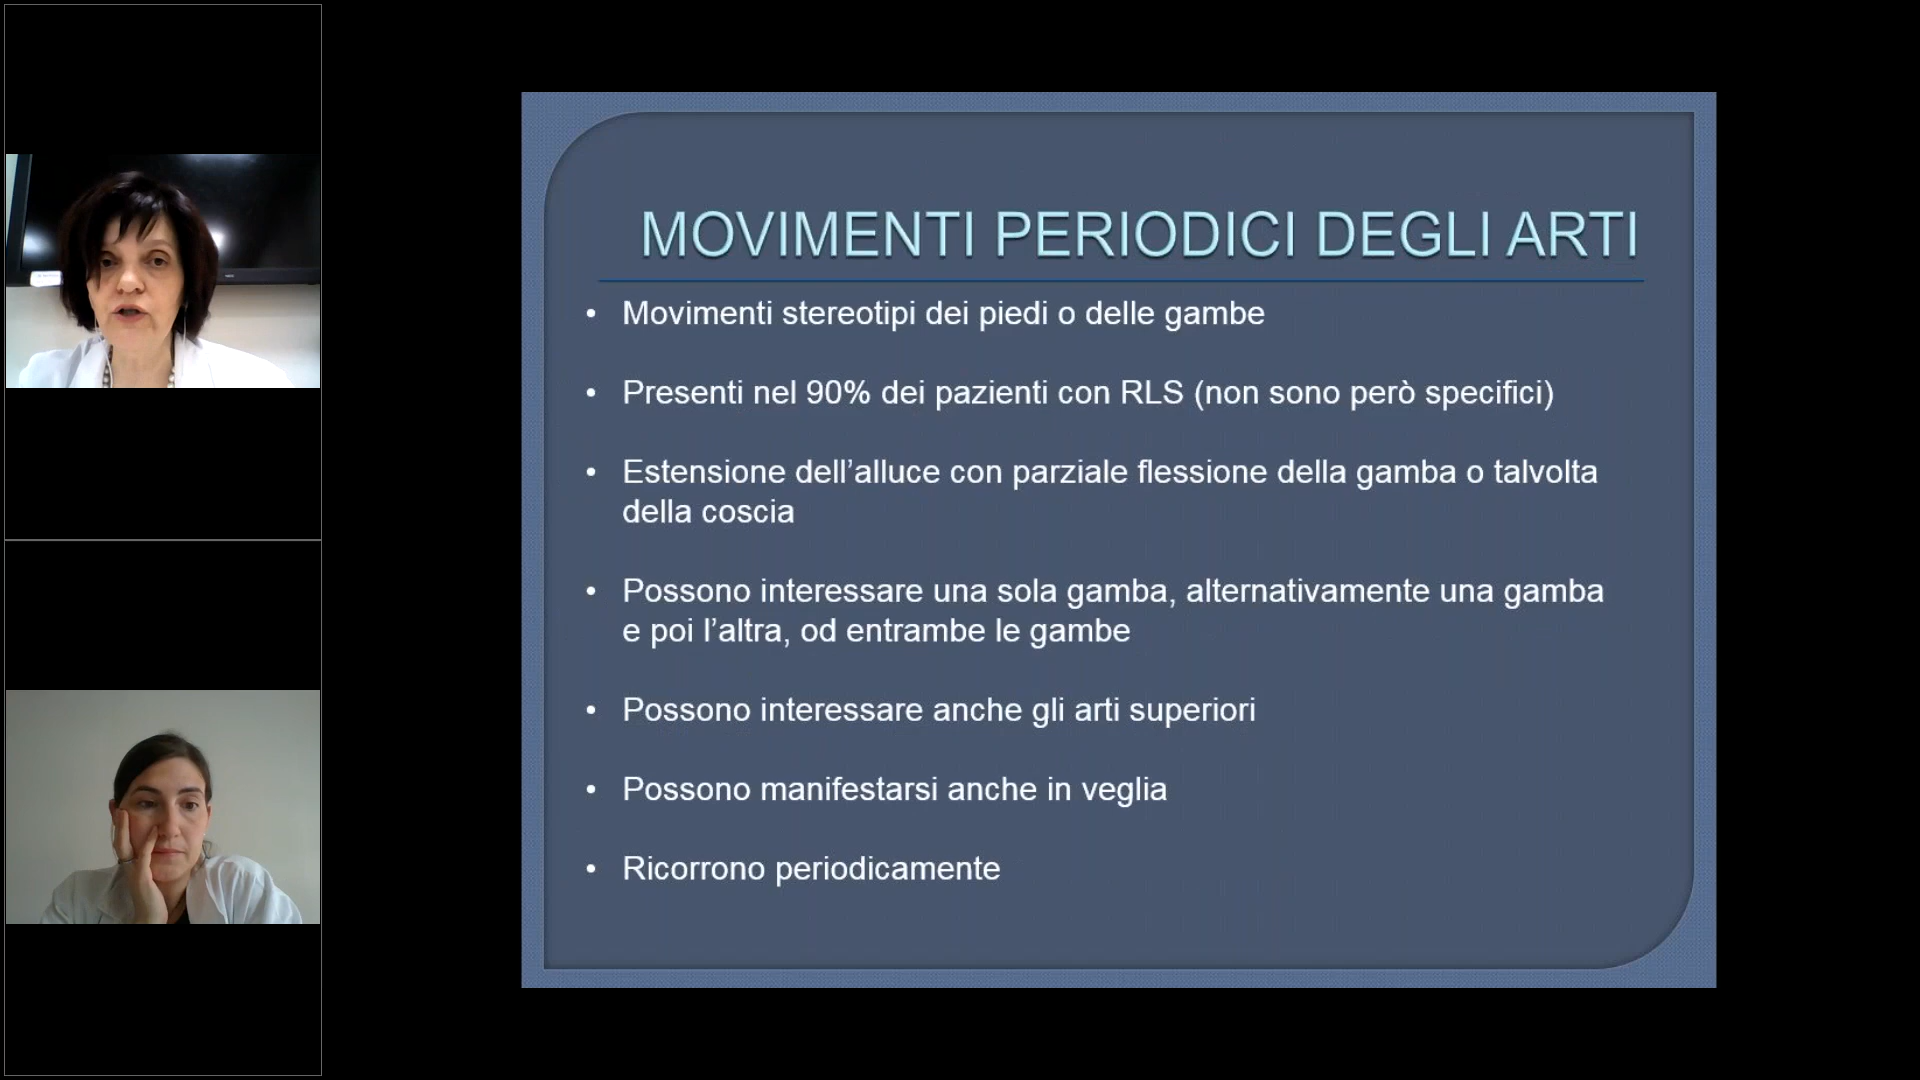 MOVIMENTI PERIODICI DEGLI ARTI
• Movimenti stereotipi dei piedi o delle gambe
• Presenti nel 90% dei pazienti con RLS (non sono però specifici)
• Estensione dell’alluce con parziale flessione della gamba o talvolta
della coscia
• Possono interessare una sola gamba, alternativamente una gamba
e poi l’altra, od entrambe le gambe
• Possono interessare anche gli arti superiori
• Possono manifestarsi anche in veglia
• Ricorrono periodicamente